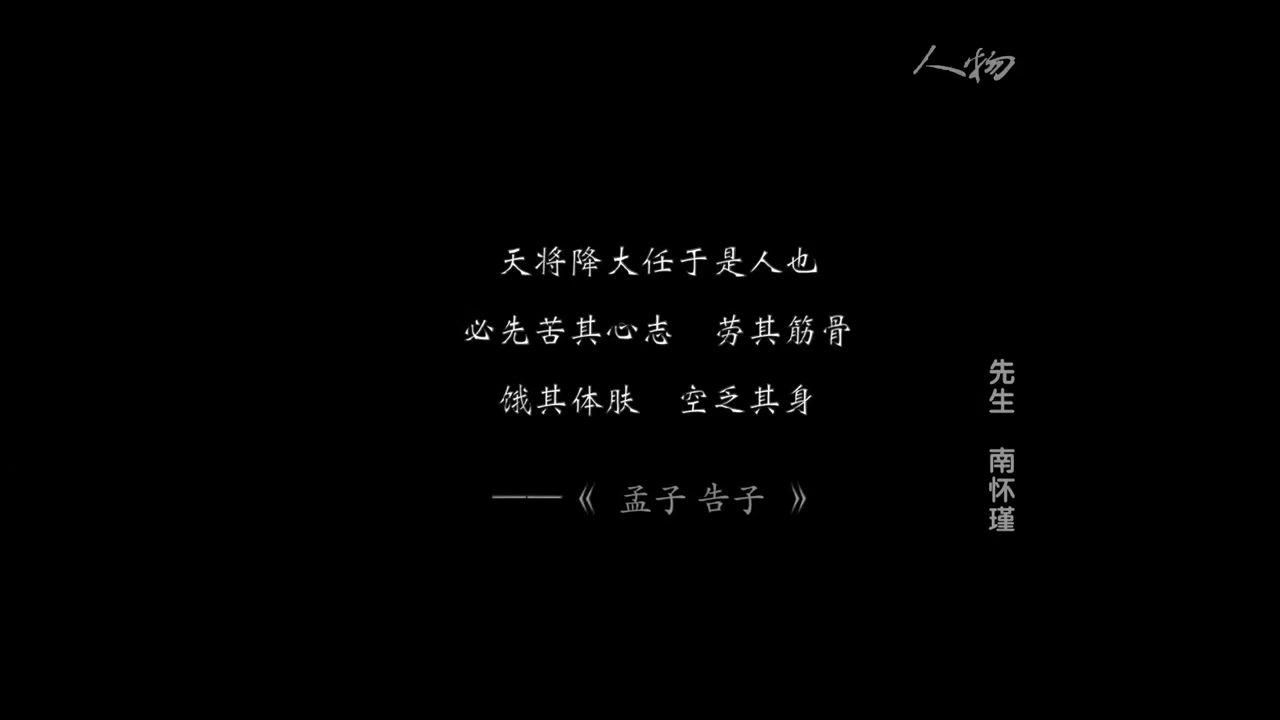 人物
天将降大任于是人也
必先苦其心志 劳其筋骨
饿其体肤 空乏其身
——《 孟子 告子 》
先生 南怀瑾